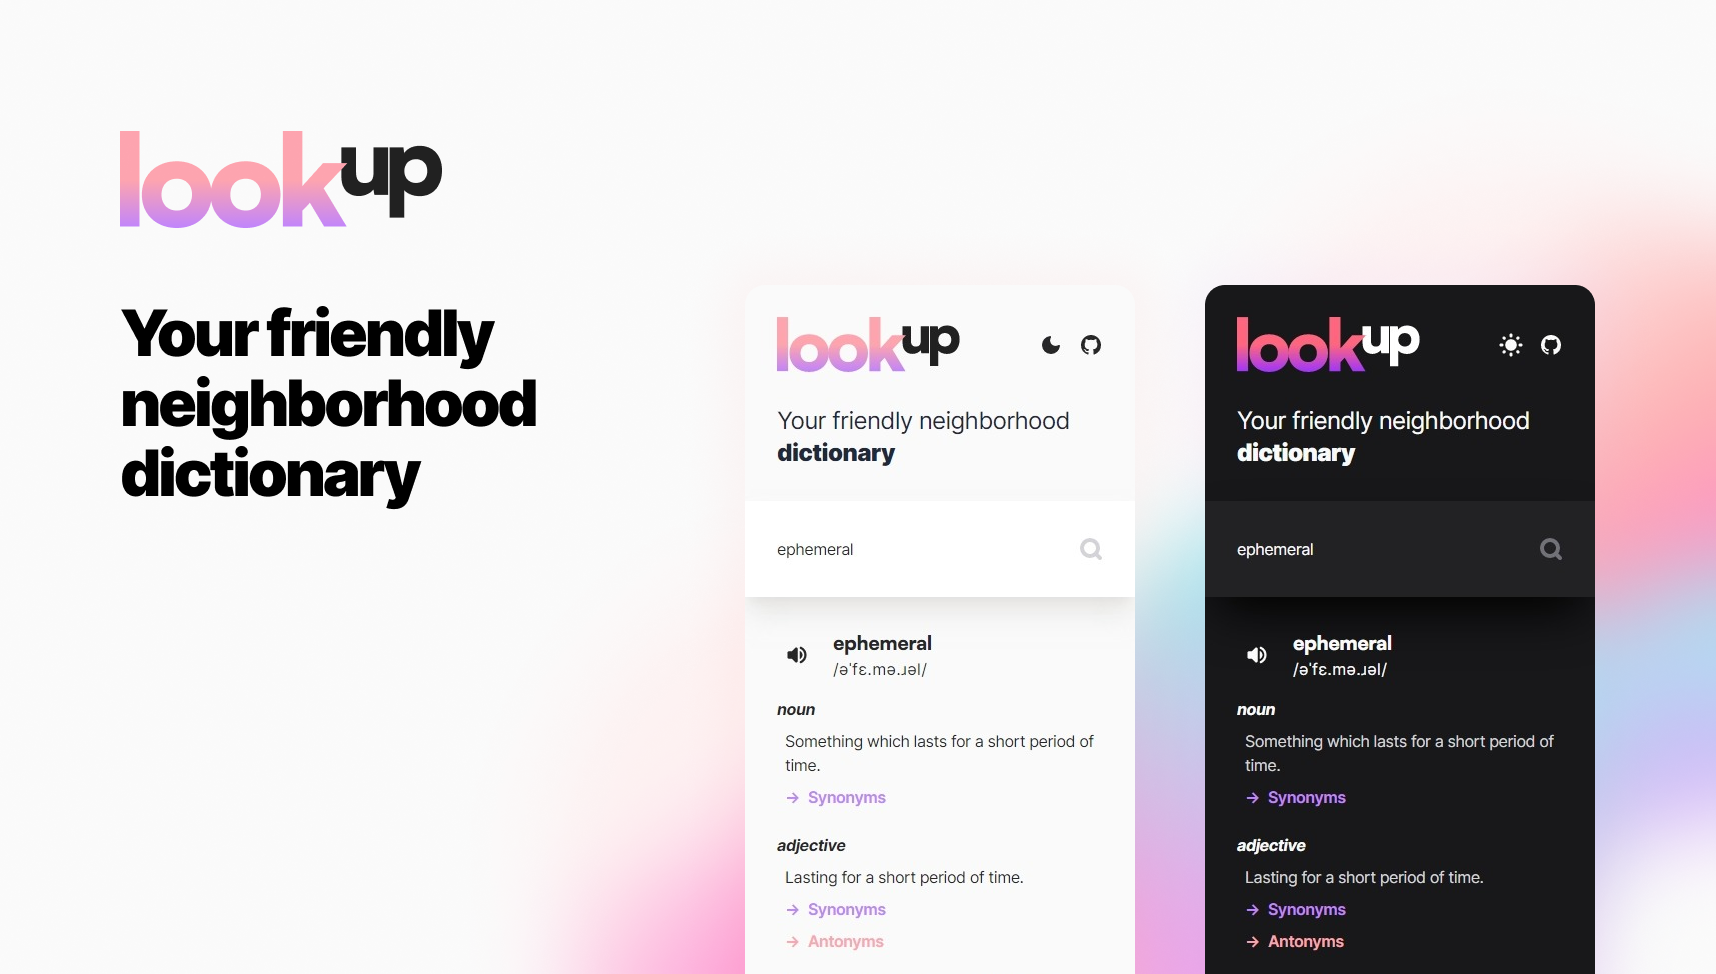 lookup
Your friendly
neighborhood
dictionary
lookup
Your friendly neighborhood
dictionary
ephemeral
ephemeral
/əˈfɛ.mə.ɹəl/
noun
Something which lasts for a short period of
time.
→ Synonyms
adjective
Lasting for a short period of time.
→ Synonyms
→ Antonyms
lookup
Your friendly neighborhood
dictionary
ephemeral
ephemeral
/əˈfɛ.mə.ɹəl/
noun
Something which lasts for a short period of
time.
→ Synonyms
adjective
Lasting for a short period of time.
→ Synonyms
→ Antonyms